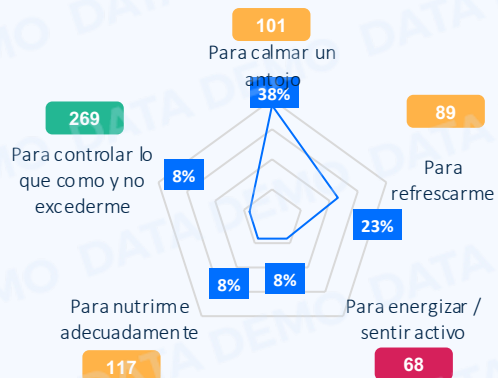 101
Para calmar un
antojo
38%
269
89
Para controlar lo
que como y no
excederme
8%
Para
refrescarme
23%
8%
8%
Para nutrirme
adecuadamente
Para energizar /
sentir activo
117
68
DATA DEMO DATA DEMO